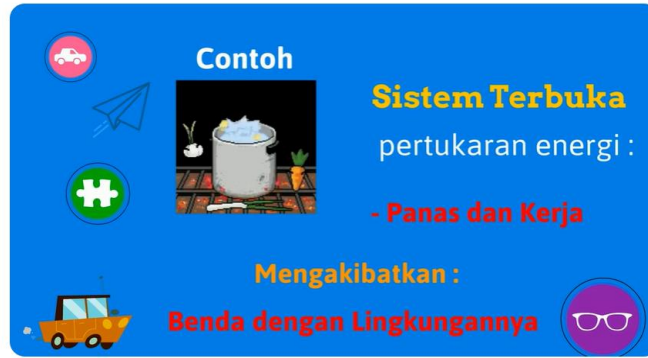 Contoh
Sistem Terbuka
pertukaran energi :
- Panas dan Kerja
Mengakibatkan :
Benda dengan Lingkungannya